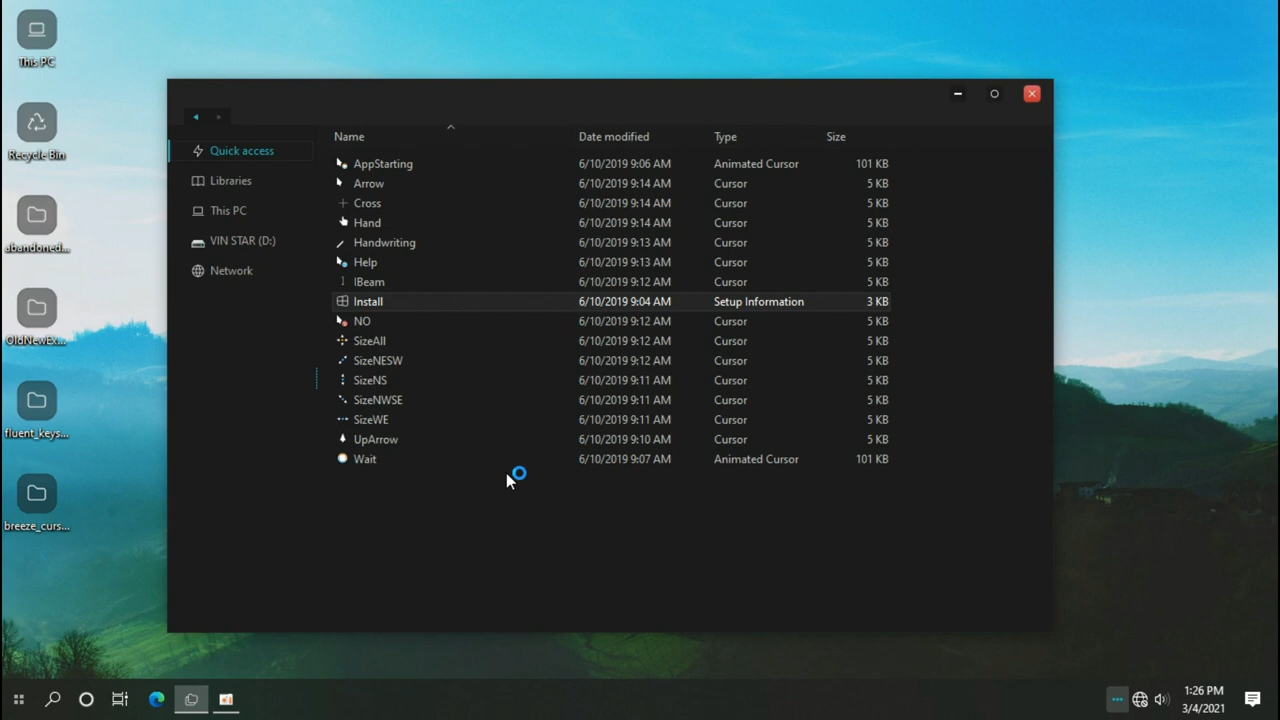 This PC
Recycle Bin
abandoned...
OldNewEx...
fluent_keys...
breeze_curs...
Quick access
Libraries
This PC
VIN STAR (D:)
Network
Name Date modified Type Size
AppStarting 6/10/2019 9:06 AM Animated Cursor 101 KB
Arrow 6/10/2019 9:14 AM Cursor 5 KB
Cross 6/10/2019 9:14 AM Cursor 5 KB
Hand 6/10/2019 9:14 AM Cursor 5 KB
Handwriting 6/10/2019 9:13 AM Cursor 5 KB
Help 6/10/2019 9:13 AM Cursor 5 KB
IBeam 6/10/2019 9:12 AM Cursor 5 KB
Install 6/10/2019 9:04 AM Setup Information 3 KB
NO 6/10/2019 9:12 AM Cursor 5 KB
SizeAll 6/10/2019 9:12 AM Cursor 5 KB
SizeNESW 6/10/2019 9:12 AM Cursor 5 KB
SizeNS 6/10/2019 9:11 AM Cursor 5 KB
SizeNWSE 6/10/2019 9:11 AM Cursor 5 KB
SizeWE 6/10/2019 9:11 AM Cursor 5 KB
UpArrow 6/10/2019 9:10 AM Cursor 5 KB
Wait 6/10/2019 9:07 AM Animated Cursor 101 KB
1:26 PM
3/4/2021